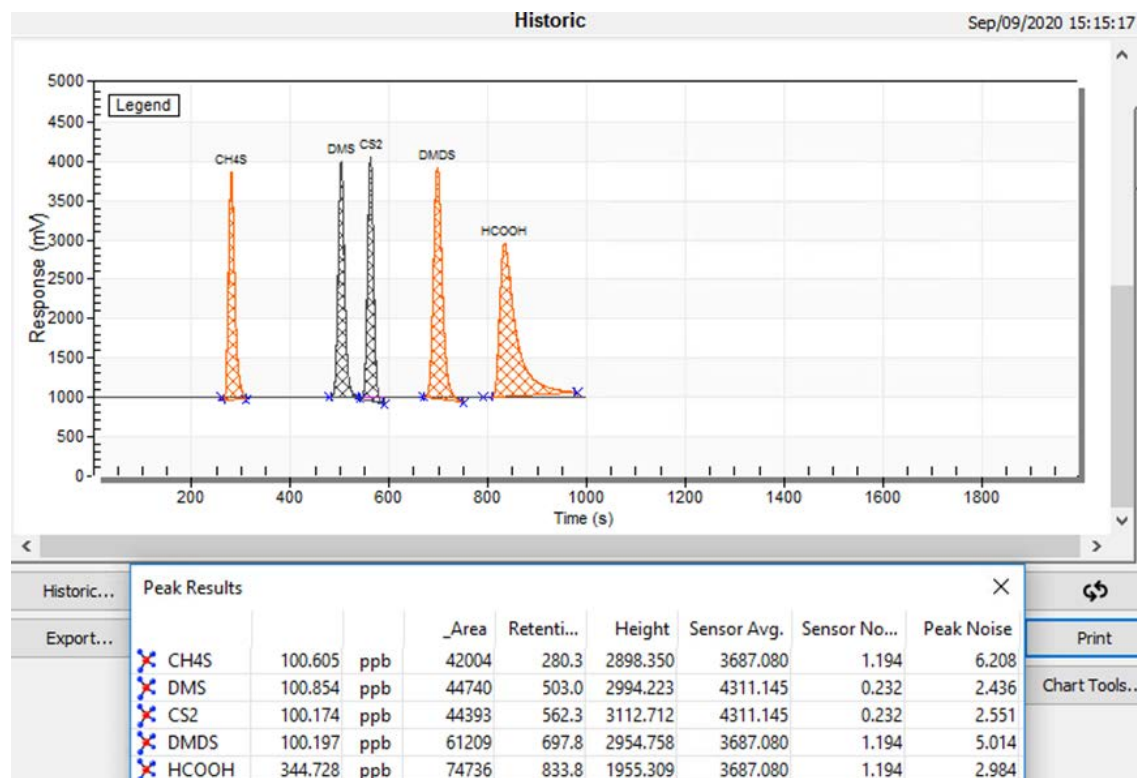 Historic
Sep/09/2020 15:15:17
Legend
Response (mV)
5000
4500
4000
3500
3000
2500
2000
1500
1000
500
0
CH4S
DMS
CS2
DMDS
HCOOH
200 400 600 800 1000 1200 1400 1600 1800
Time (s)
Historic...
Export...
Peak Results
_Area Retenti... Height Sensor Avg. Sensor No... Peak Noise
CH4S 100.605 ppb 42004 280.3 2898.350 3687.080 1.194 6.208
DMS 100.854 ppb 44740 503.0 2994.223 4311.145 0.232 2.436
CS2 100.174 ppb 44393 562.3 3112.712 4311.145 0.232 2.551
DMDS 100.197 ppb 61209 697.8 2954.758 3687.080 1.194 5.014
HCOOH 344.728 ppb 74736 833.8 1955.309 3687.080 1.194 2.984
Print
Chart Tools..